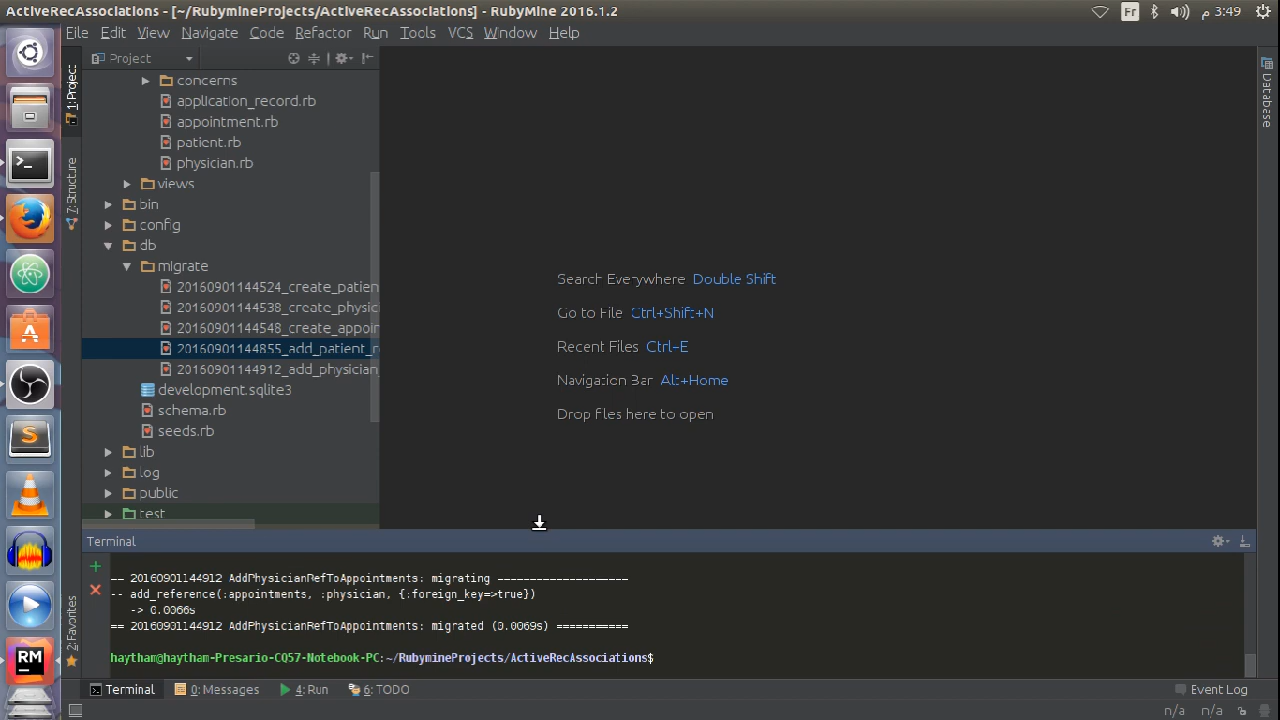 ActiveRecAssociations - [~/RubymineProjects/ActiveRecAssociations] - RubyMine 2016.1.2
Fr
3:49 م
File Edit View Navigate Code Refactor Run Tools VCS Window Help
1: Project
7: Structure
2: Favorites
Project
concerns
application_record.rb
appointment.rb
patient.rb
physician.rb
views
bin
config
db
migrate
20160901144524_create_patien
20160901144538_create_physic
20160901144548_create_appoin
20160901144855_add_patient_r
20160901144912_add_physician_
development.sqlite3
schema.rb
seeds.rb
lib
log
public
test
Search Everywhere Double Shift
Go to File Ctrl+Shift+N
Recent Files Ctrl-E
Navigation Bar Alt+Home
Drop files here to open
Database
Terminal
== 20160901144912 AddPhysicianRefToAppointments: migrating ====================
-- add_reference(:appointments, :physician, {:foreign_key=>true})
-> 0.0066s
== 20160901144912 AddPhysicianRefToAppointments: migrated (0.0069s) ===========
haytham@haytham-Presario-CQ57-Notebook-PC:~/RubymineProjects/ActiveRecAssociations$
RM
Terminal 0: Messages 4: Run 6: TODO Event Log
n/a n/a